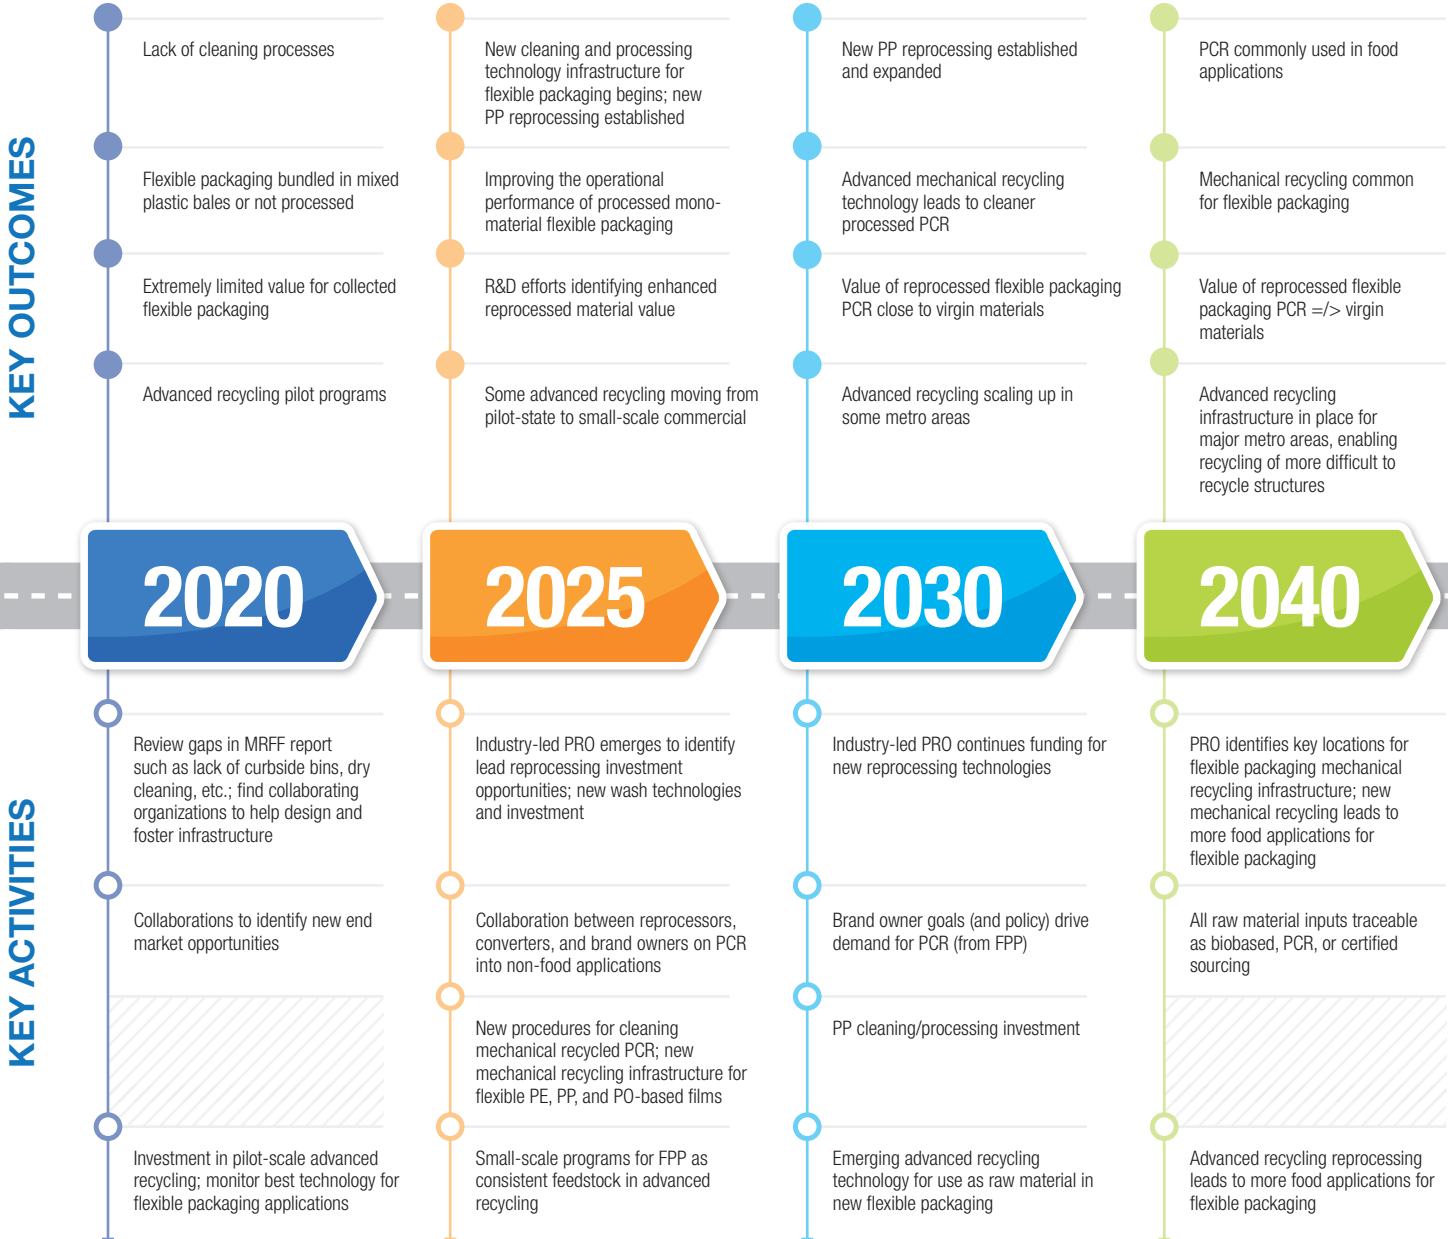 KEY OUTCOMES
Lack of cleaning processes
Flexible packaging bundled in mixed
plastic bales or not processed
Extremely limited value for collected
flexible packaging
Advanced recycling pilot programs
New cleaning and processing
technology infrastructure for
flexible packaging begins; new
PP reprocessing established
Improving the operational
performance of processed mono-
material flexible packaging
R&D efforts identifying enhanced
reprocessed material value
Some advanced recycling moving from
pilot-state to small-scale commercial
New PP reprocessing established
and expanded
Advanced mechanical recycling
technology leads to cleaner
processed PCR
Value of reprocessed flexible packaging
PCR close to virgin materials
Advanced recycling scaling up in
some metro areas
PCR commonly used in food
applications
Mechanical recycling common
for flexible packaging
Value of reprocessed flexible
packaging PCR =/> virgin
materials
Advanced recycling
infrastructure in place for
major metro areas, enabling
recycling of more difficult to
recycle structures
2020
2025
2030
2040
KEY ACTIVITIES
Review gaps in MRFF report
such as lack of curbside bins, dry
cleaning, etc.; find collaborating
organizations to help design and
foster infrastructure
Collaborations to identify new end
market opportunities
Investment in pilot-scale advanced
recycling; monitor best technology for
flexible packaging applications
Industry-led PRO emerges to identify
lead reprocessing investment
opportunities; new wash technologies
and investment
Collaboration between reprocessors,
converters, and brand owners on PCR
into non-food applications
New procedures for cleaning
mechanical recycled PCR; new
mechanical recycling infrastructure for
flexible PE, PP, and PO-based films
Small-scale programs for FPP as
consistent feedstock in advanced
recycling
Industry-led PRO continues funding for
new reprocessing technologies
Brand owner goals (and policy) drive
demand for PCR (from FPP)
PP cleaning/processing investment
Emerging advanced recycling
technology for use as raw material in
new flexible packaging
PRO identifies key locations for
flexible packaging mechanical
recycling infrastructure; new
mechanical recycling leads to
more food applications for
flexible packaging
All raw material inputs traceable
as biobased, PCR, or certified
sourcing
Advanced recycling reprocessing
leads to more food applications for
flexible packaging